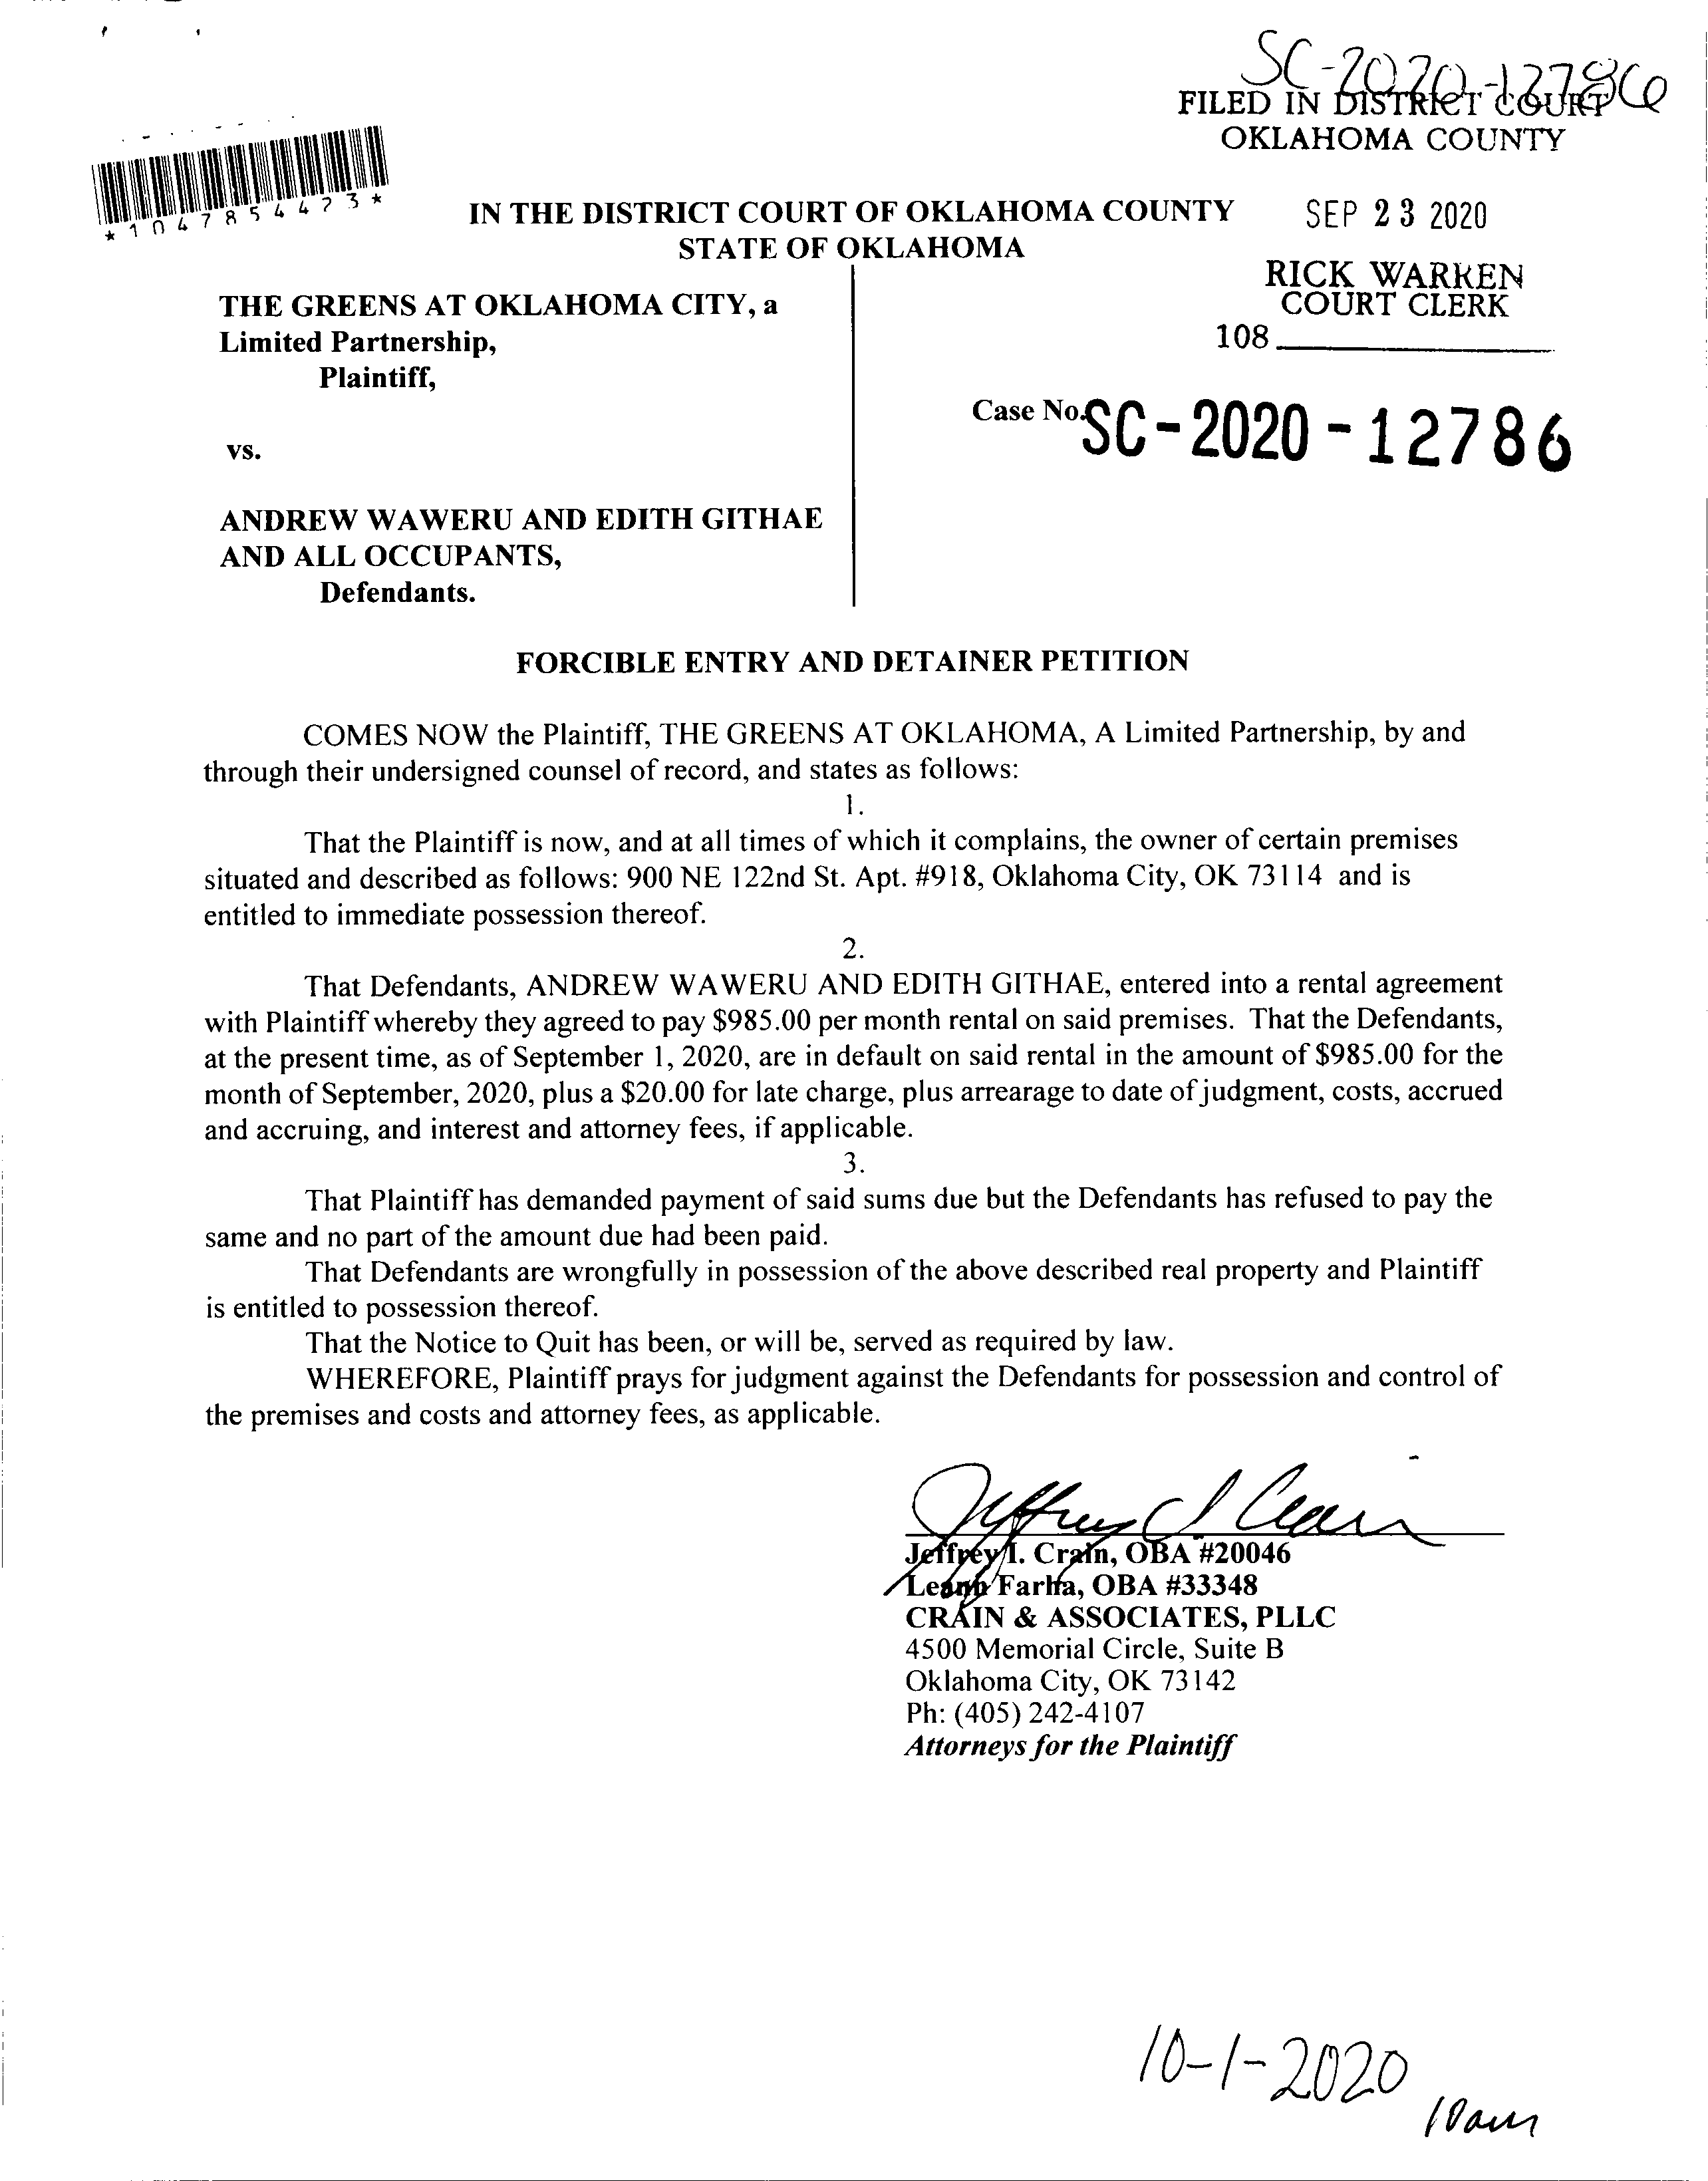 SC-2020-12786
FILED IN DISTRICT COURT
OKLAHOMA COUNTY
*1047854473*
IN THE DISTRICT COURT OF OKLAHOMA COUNTY
STATE OF OKLAHOMA
SEP 23 2020
RICK WARREN
COURT CLERK
108
THE GREENS AT OKLAHOMA CITY, a
Limited Partnership,
Plaintiff,
Case No. SC-2020-12786
vs.
ANDREW WAWERU AND EDITH GITHAE
AND ALL OCCUPANTS,
Defendants.
FORCIBLE ENTRY AND DETAINER PETITION
COMES NOW the Plaintiff, THE GREENS AT OKLAHOMA, A Limited Partnership, by and
through their undersigned counsel of record, and states as follows:
1.
That the Plaintiff is now, and at all times of which it complains, the owner of certain premises
situated and described as follows: 900 NE 122nd St. Apt. #918, Oklahoma City, OK 73114 and is
entitled to immediate possession thereof.
2.
That Defendants, ANDREW WAWERU AND EDITH GITHAE, entered into a rental agreement
with Plaintiff whereby they agreed to pay $985.00 per month rental on said premises. That the Defendants,
at the present time, as of September 1, 2020, are in default on said rental in the amount of $985.00 for the
month of September, 2020, plus a $20.00 for late charge, plus arrearage to date of judgment, costs, accrued
and accruing, and interest and attorney fees, if applicable.
3.
That Plaintiff has demanded payment of said sums due but the Defendants has refused to pay the
same and no part of the amount due had been paid.
That Defendants are wrongfully in possession of the above described real property and Plaintiff
is entitled to possession thereof.
That the Notice to Quit has been, or will be, served as required by law.
WHEREFORE, Plaintiff prays for judgment against the Defendants for possession and control of
the premises and costs and attorney fees, as applicable.
Jeffrey I. Crain
Jeffrey I. Crain, OBA #20046
Leann Farha, OBA #33348
CRAIN & ASSOCIATES, PLLC
4500 Memorial Circle, Suite B
Oklahoma City, OK 73142
Ph: (405) 242-4107
Attorneys for the Plaintiff
10-1-2020
10am